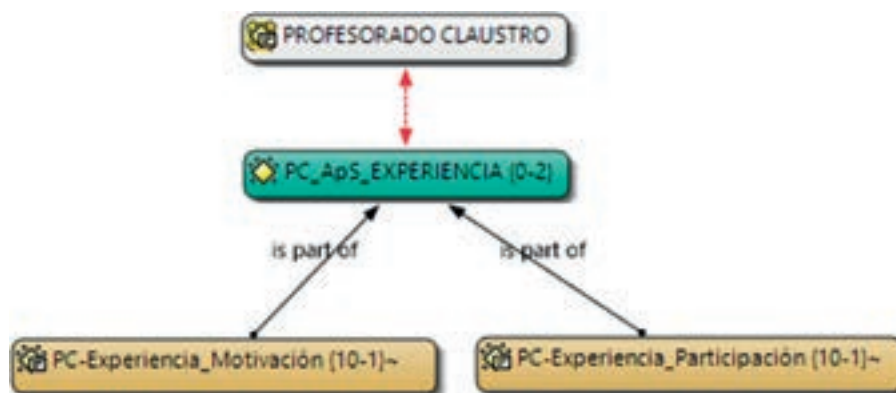 PROFESORADO CLAUSTRO
PC_ApS_EXPERIENCIA {0-2}
is part of
is part of
PC-Experiencia_Motivación {10-1}~
PC-Experiencia_Participación {10-1}~